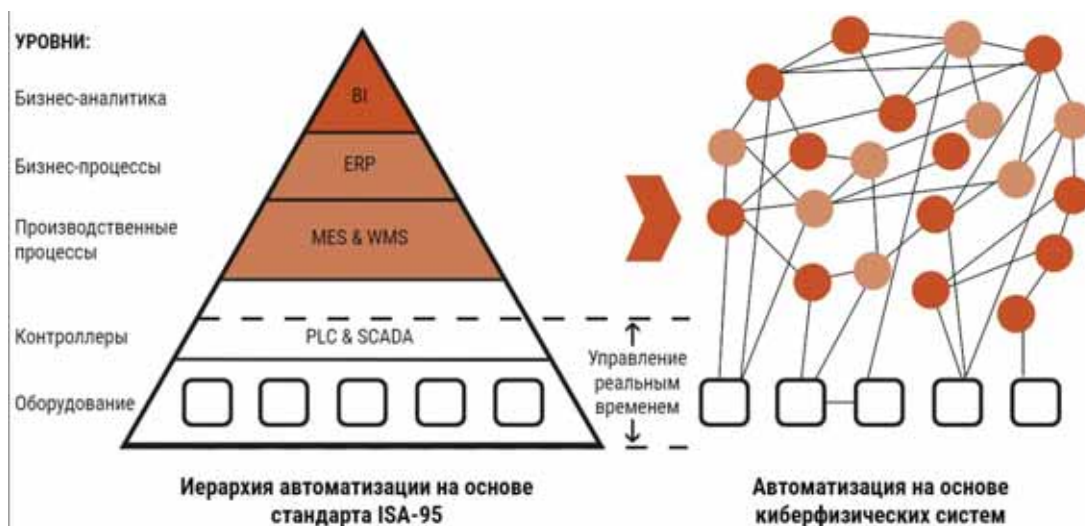 УРОВНИ:
Бизнес-аналитика
BI
Бизнес-процессы
ERP
Производственные
процессы
MES & WMS
Контроллеры
PLC & SCADA
Оборудование
Управление
реальным
временем
Иерархия автоматизации на основе
стандарта ISA-95
Автоматизация на основе
киберфизических систем